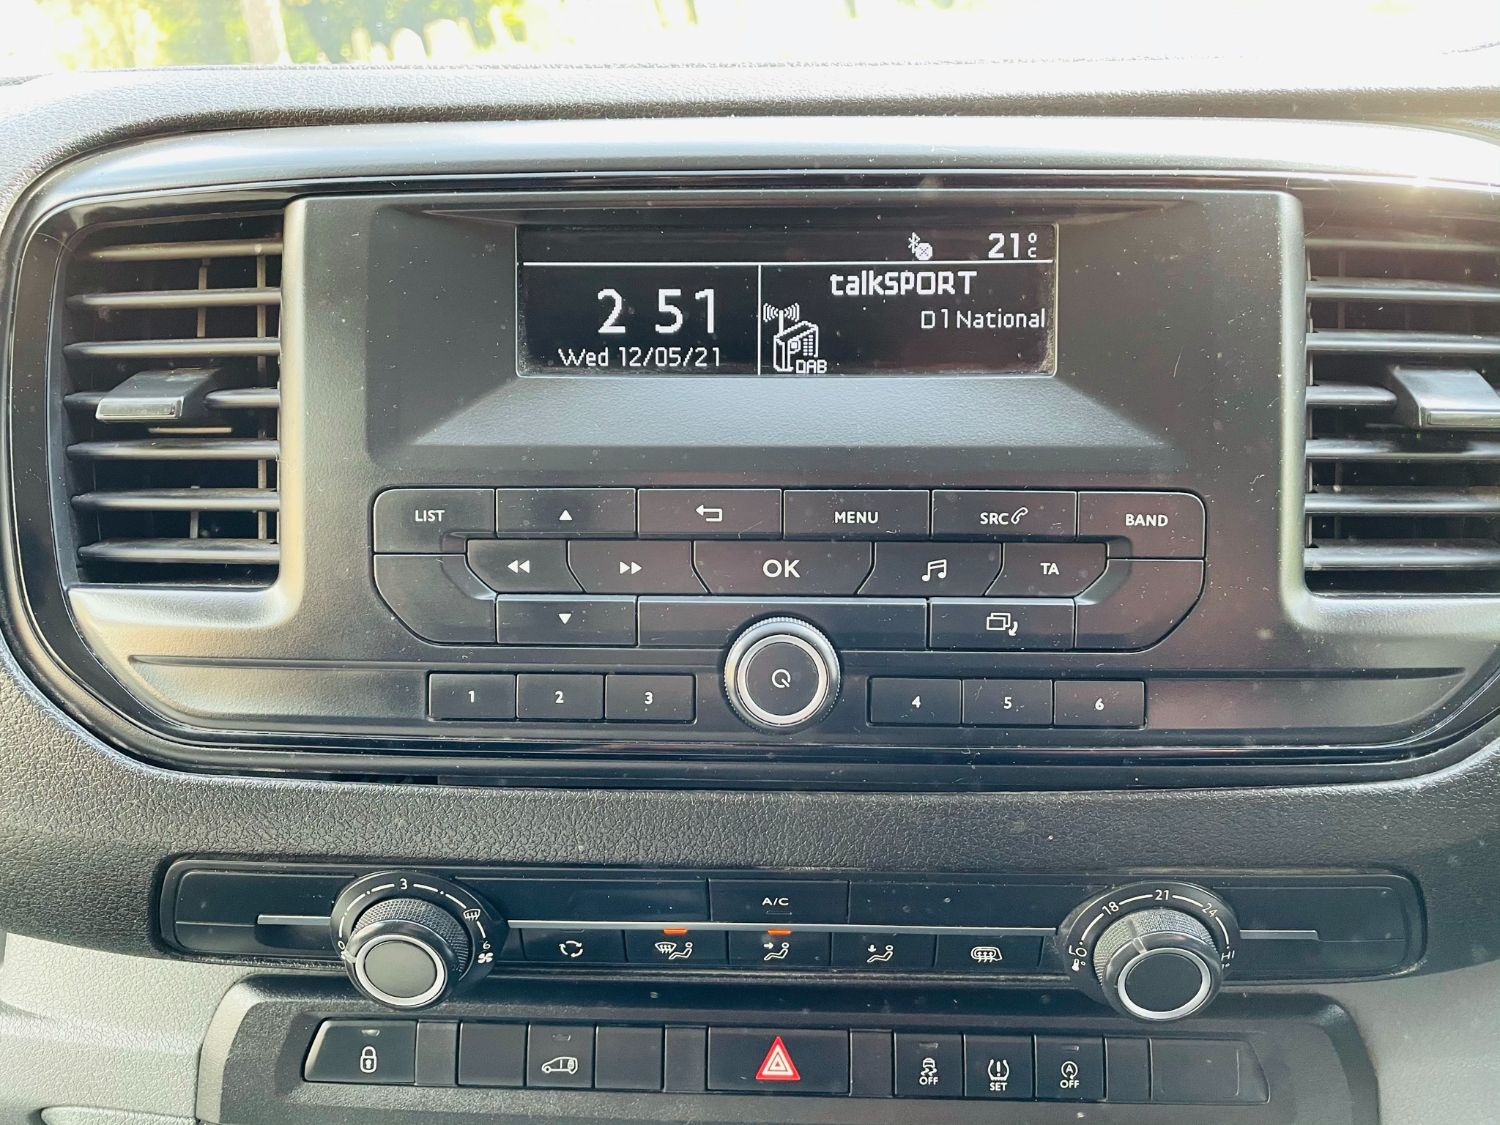 21°C
talkSPORT
2 51
D1 National
Wed 12/05/21
DAB
LIST
MENU
SRC
BAND
OK
TA
1 2 3
4 5 6
3
0
6
A/C
LO 18 21 24 HI
OFF
SET
A
OFF